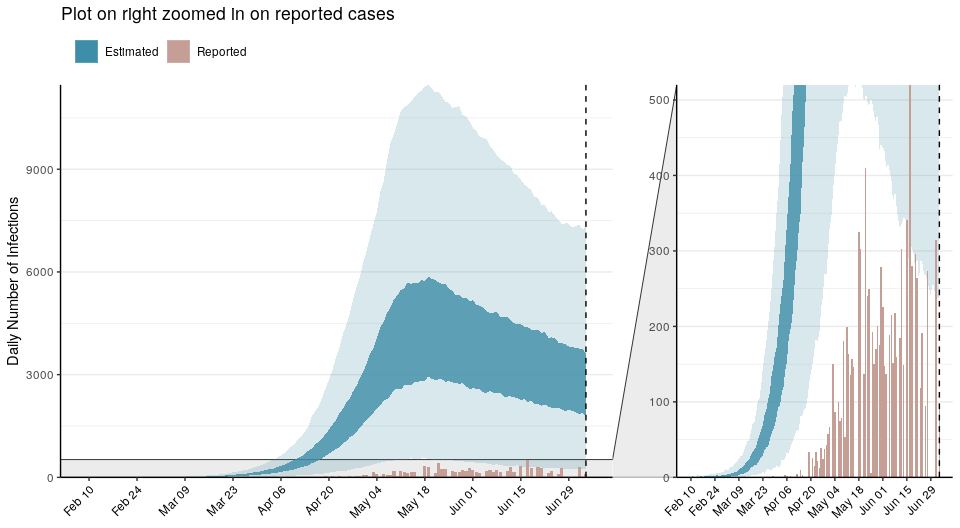 Plot on right zoomed in on reported cases
Estimated
Reported
Daily Number of Infections
9000
6000
3000
0
Feb 10
Feb 24
Mar 09
Mar 23
Apr 06
Apr 20
May 04
May 18
Jun 01
Jun 15
Jun 29
500
400
300
200
100
0
Feb 10
Feb 24
Mar 09
Mar 23
Apr 06
Apr 20
May 04
May 18
Jun 01
Jun 15
Jun 29